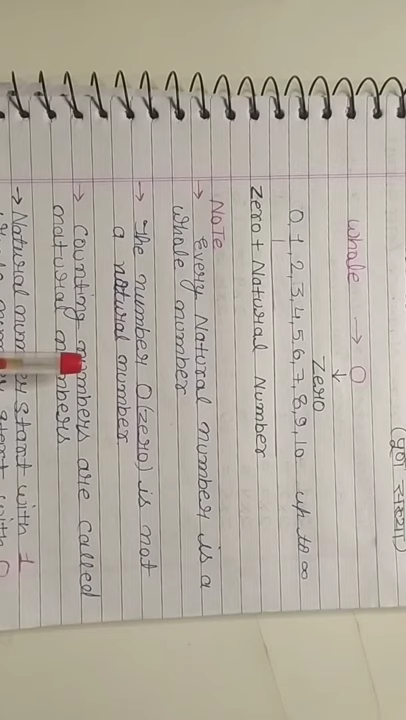 (पूर्ण संख्या)
Whole → 0
↓
Zero
0, 1, 2, 3, 4, 5, 6, 7, 8, 9, 10 up to ∞
Zero + Natural Number
NoTe
→ Every Natural number is a
whole number
→ The number 0 (zero) is not
a natural number.
→ Counting numbers are called
natural numbers.
→ Natural number start with 1